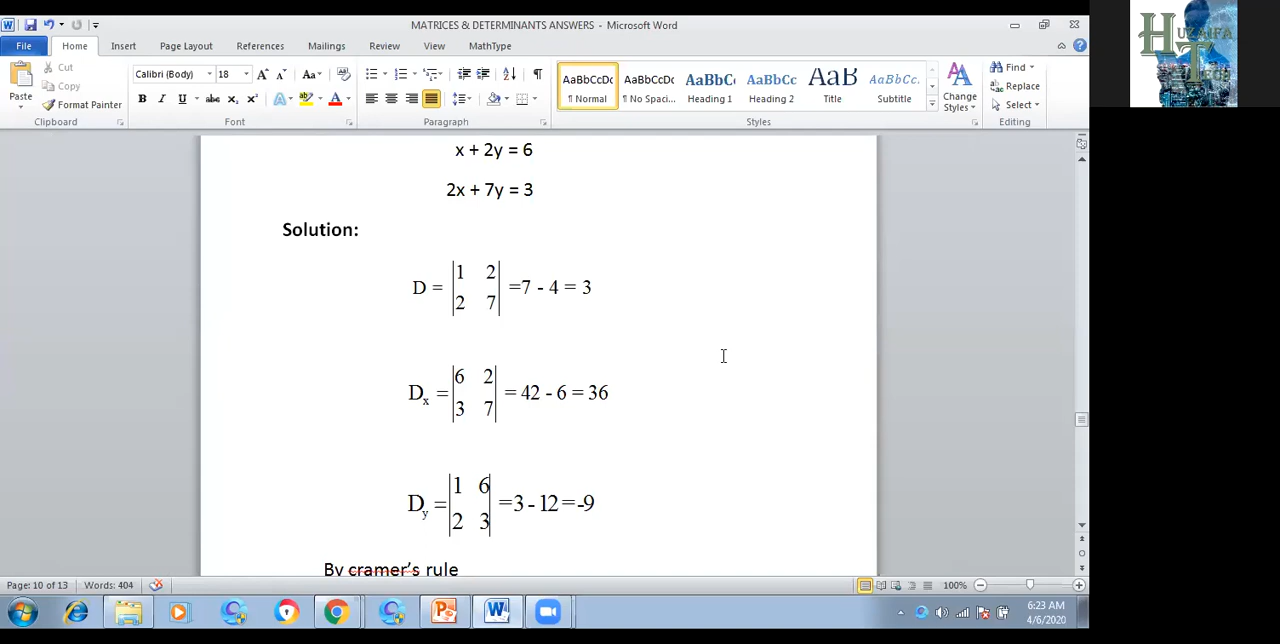 MATRICES & DETERMINANTS ANSWERS - Microsoft Word
File Home Insert Page Layout References Mailings Review View MathType
Paste Cut Copy Format Painter
Clipboard
Calibri (Body) 18
Font
Paragraph
AaBbCcDc AaBbCcDc AaBbC( AaBbCc AaB AaBbCc.
¶ Normal ¶ No Spaci... Heading 1 Heading 2 Title Subtitle
Change Styles
Styles
Find
Replace
Select
Editing
HUZAIFA
TECH
x + 2y = 6
2x + 7y = 3
Solution:
D = |1 2| =7 - 4 = 3
|2 7|
Dx = |6 2| = 42 - 6 = 36
|3 7|
Dy = |1 6| =3 - 12=-9
|2 3|
By cramer's rule
Page: 10 of 13 Words: 404 100%
6:23 AM
4/6/2020